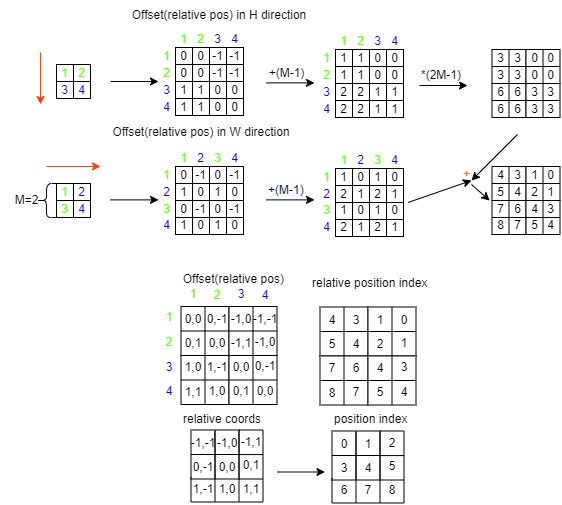 Offset(relative pos) in H direction
1 2 3 4
1 2
3 4
1 0 0 -1 -1
2 0 0 -1 -1
3 1 1 0 0
4 1 1 0 0
+(M-1)
1 2 3 4
1 1 1 0 0
2 1 1 0 0
3 2 2 1 1
4 2 2 1 1
*(2M-1)
3 3 0 0
3 3 0 0
6 6 3 3
6 6 3 3
Offset(relative pos) in W direction
M=2
1 2
3 4
1 2 3 4
1 0 -1 0 -1
2 1 0 1 0
3 0 -1 0 -1
4 1 0 1 0
+(M-1)
1 2 3 4
1 1 0 1 0
2 2 1 2 1
3 1 0 1 0
4 2 1 2 1
+
4 3 1 0
5 4 2 1
7 6 4 3
8 7 5 4
Offset(relative pos)
1 2 3 4
1 0,0 0,-1 -1,0 -1,-1
2 0,1 0,0 -1,1 -1,0
3 1,0 1,-1 0,0 0,-1
4 1,1 1,0 0,1 0,0
relative position index
4 3 1 0
5 4 2 1
7 6 4 3
8 7 5 4
relative coords
-1,-1 -1,0 -1,1
0,-1 0,0 0,1
1,-1 1,0 1,1
position index
0 1 2
3 4 5
6 7 8